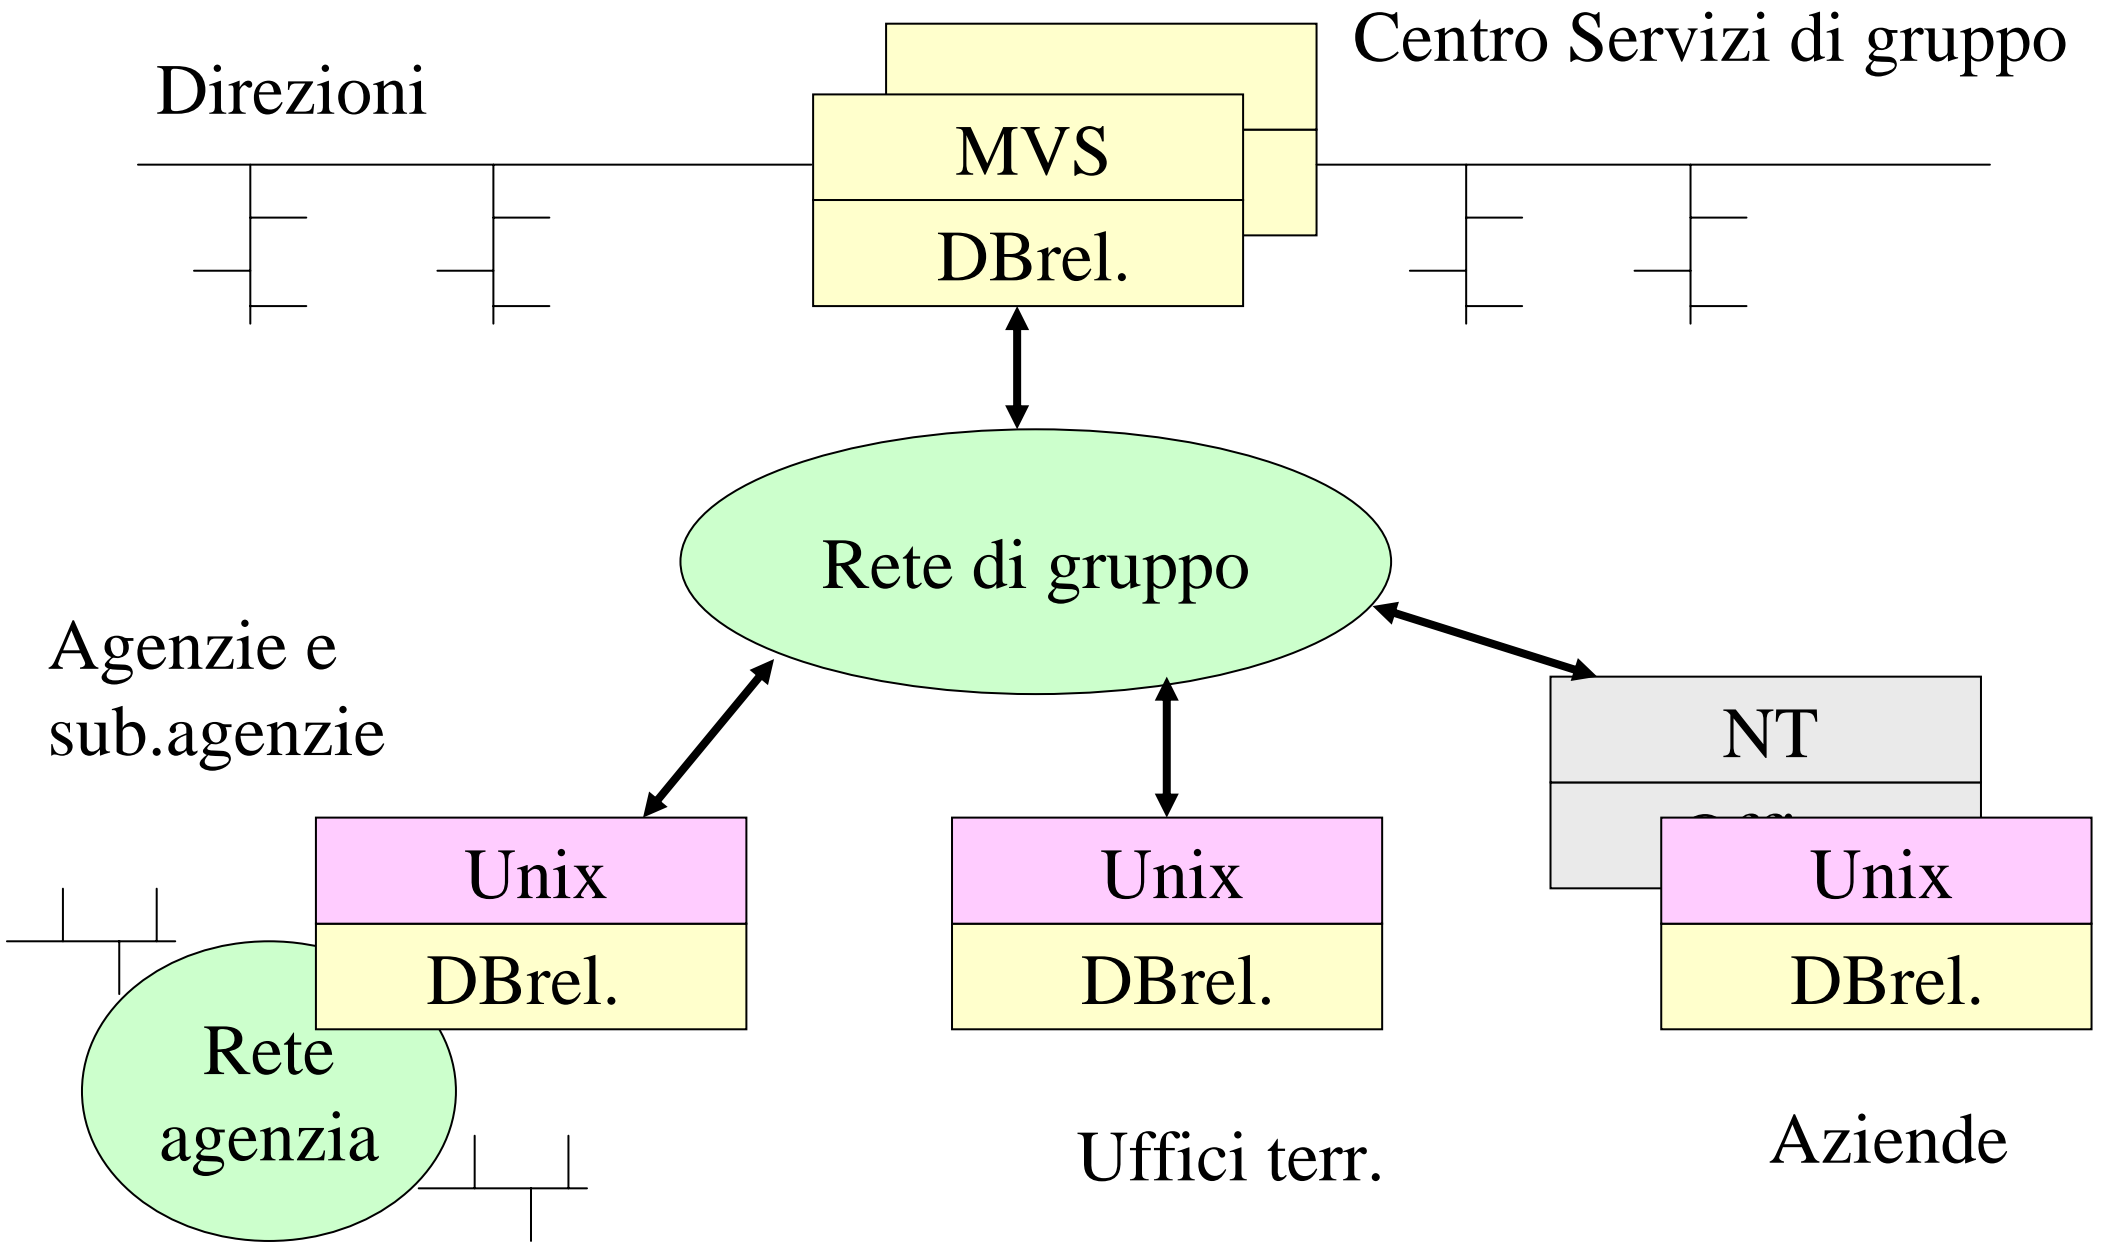 Centro Servizi di gruppo
Direzioni
MVS
DBrel.
Rete di gruppo
Agenzie e
sub.agenzie
NT
Unix
Unix
Unix
DBrel.
DBrel.
DBrel.
Rete
agenzia
Uffici terr.
Aziende